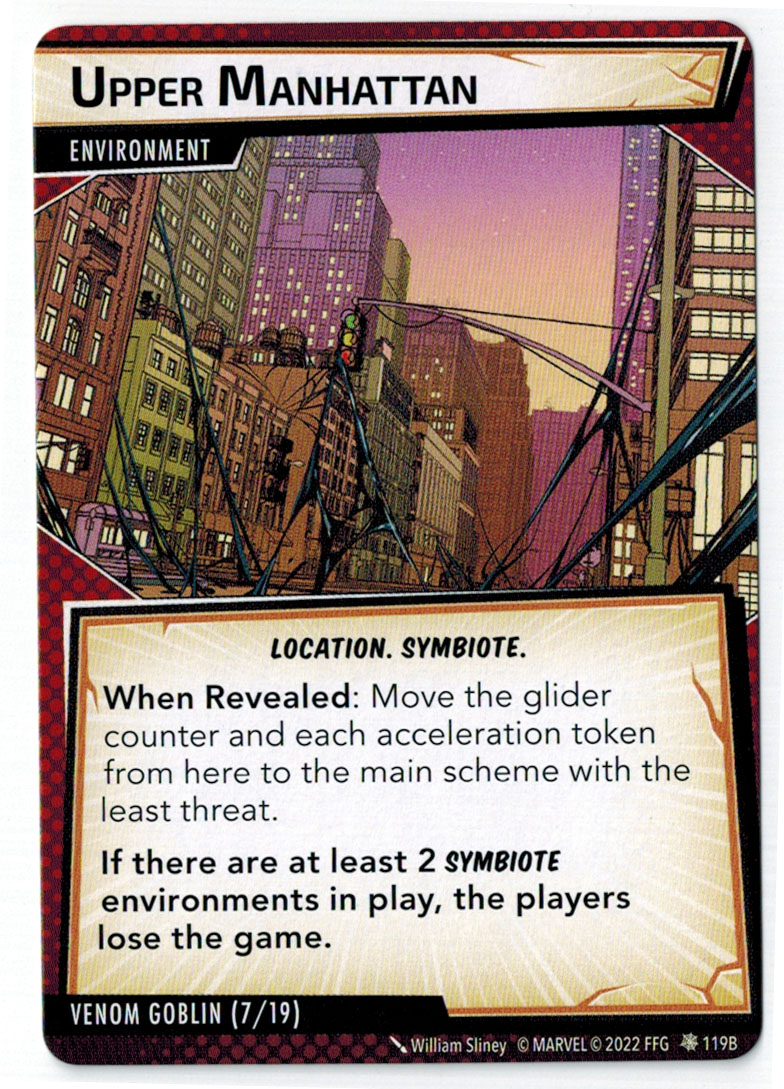 UPPER MANHATTAN
ENVIRONMENT
LOCATION. SYMBIOTE.
When Revealed: Move the glider
counter and each acceleration token
from here to the main scheme with the
least threat.
If there are at least 2 SYMBIOTE
environments in play, the players
lose the game.
VENOM GOBLIN (7/19)
William Sliney © MARVEL © 2022 FFG 119B